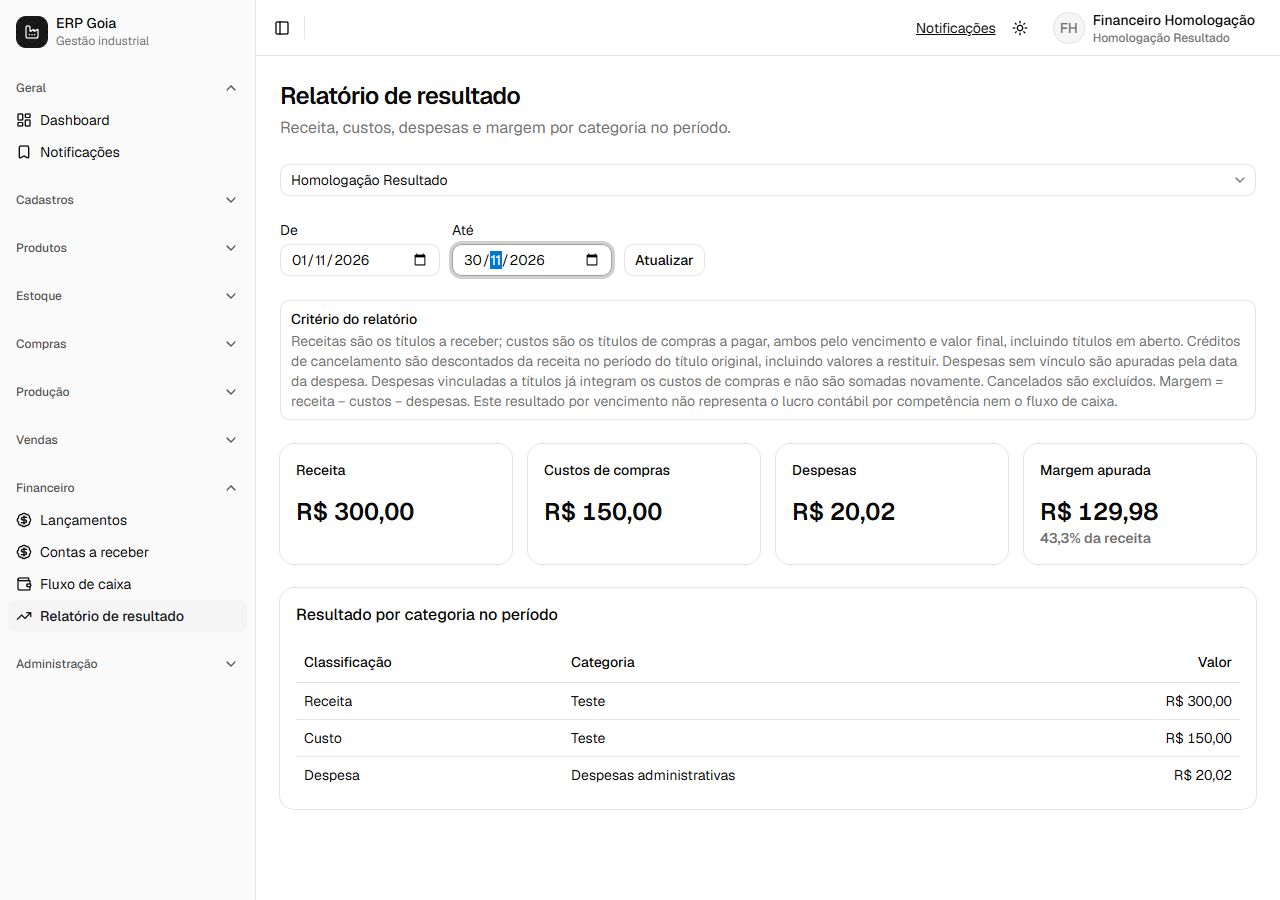 ERP Goia
Gestão industrial
Geral
Dashboard
Notificações
Cadastros
Produtos
Estoque
Compras
Produção
Vendas
Financeiro
Lançamentos
Contas a receber
Fluxo de caixa
Relatório de resultado
Administração
Notificações
FH
Financeiro Homologação
Homologação Resultado
Relatório de resultado
Receita, custos, despesas e margem por categoria no período.
Homologação Resultado
De
Até
01/11/2026
30/11/2026
Atualizar
Critério do relatório
Receitas são os títulos a receber; custos são os títulos de compras a pagar, ambos pelo vencimento e valor final, incluindo títulos em aberto. Créditos
de cancelamento são descontados da receita no período do título original, incluindo valores a restituir. Despesas sem vínculo são apuradas pela data
da despesa. Despesas vinculadas a títulos já integram os custos de compras e não são somadas novamente. Cancelados são excluídos. Margem =
receita − custos − despesas. Este resultado por vencimento não representa o lucro contábil por competência nem o fluxo de caixa.
Receita
R$ 300,00
Custos de compras
R$ 150,00
Despesas
R$ 20,02
Margem apurada
R$ 129,98
43,3% da receita
Resultado por categoria no período
Classificação Categoria Valor
Receita Teste R$ 300,00
Custo Teste R$ 150,00
Despesa Despesas administrativas R$ 20,02